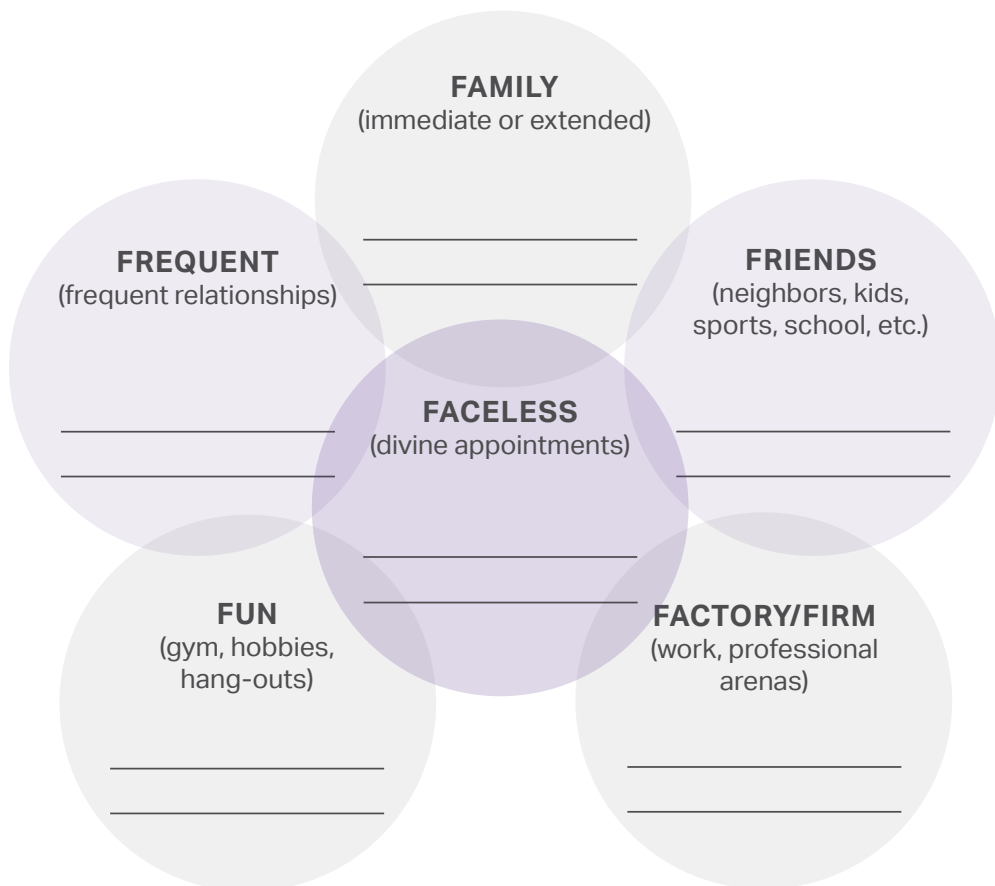 FAMILY
(immediate or extended)
FREQUENT
(frequent relationships)
FRIENDS
(neighbors, kids,
sports, school, etc.)
FACELESS
(divine appointments)
FUN
(gym, hobbies,
hang-outs)
FACTORY/FIRM
(work, professional
arenas)